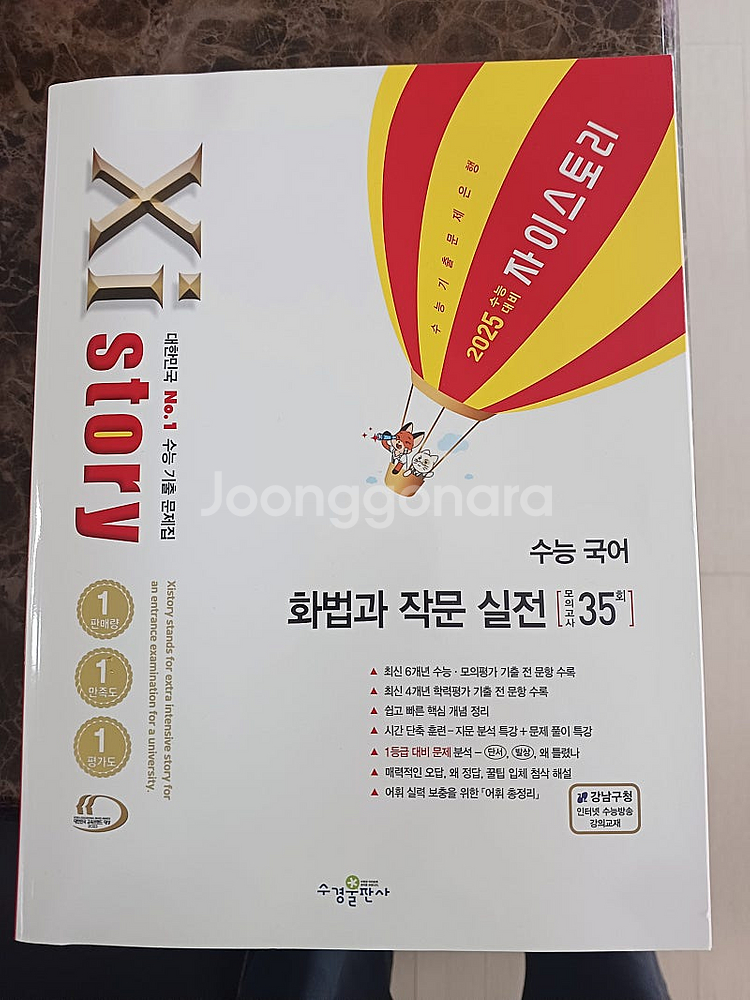 Xi
story
대한민국 No.1 수능 기출 문제집
Xistory stands for extra intensive story for
an entrance examination for a university.
1
판매량
1
만족도
1
평가도
수능기출문제은행
2025 수능 대비
자이스토리
Joonggonara
수능 국어
화법과 작문 실전 [모의고사 35회]
▲ 최신 6개년 수능·모의평가 기출 전 문항 수록
▲ 최신 4개년 학력평가 기출 전 문항 수록
▲ 쉽고 빠른 핵심 개념 정리
▲ 시간 단축 훈련 – 지문 분석 특강 + 문제 풀이 특강
▲ 1등급 대비 문제 분석 – 단서, 발상, 왜 틀렸나
▲ 매력적인 오답, 왜 정답, 꿀팁 입체 첨삭 해설
▲ 어휘 실력 보충을 위한 「어휘 총정리」
강남구청
인터넷 수능방송
강의교재
수경출판사